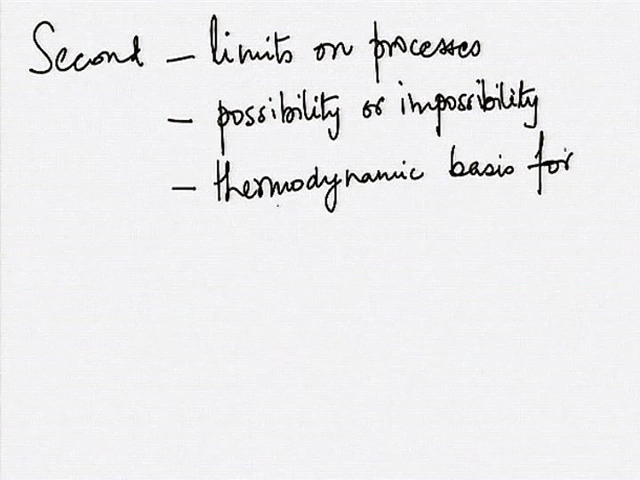 Second – limits on processes
– possibility or impossibility
– thermodynamic basis for